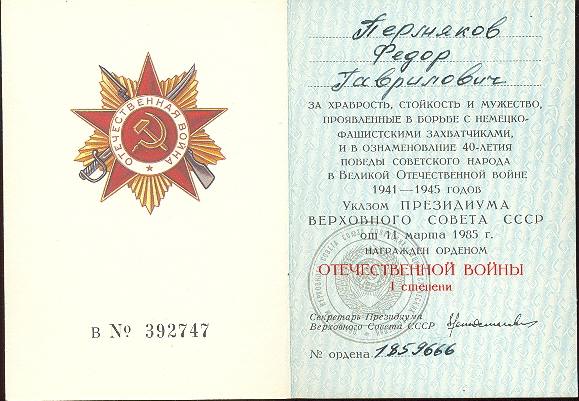 ОТЕЧЕСТВЕННАЯ ВОЙНА
В № 392747
Пермяков
Федор
Гаврилович
ЗА ХРАБРОСТЬ, СТОЙКОСТЬ И МУЖЕСТВО,
ПРОЯВЛЕННЫЕ В БОРЬБЕ С НЕМЕЦКО-
ФАШИСТСКИМИ ЗАХВАТЧИКАМИ,
И В ОЗНАМЕНОВАНИЕ 40-ЛЕТИЯ
ПОБЕДЫ СОВЕТСКОГО НАРОДА
В ВЕЛИКОЙ ОТЕЧЕСТВЕННОЙ ВОЙНЕ
1941—1945 ГОДОВ
УКАЗОМ ПРЕЗИДИУМА
ВЕРХОВНОГО СОВЕТА СССР
от 11 марта 1985 г.
НАГРАЖДЕН ОРДЕНОМ
ОТЕЧЕСТВЕННОЙ ВОЙНЫ
I степени
Секретарь Президиума
Верховного Совета СССР
№ ордена 1859666